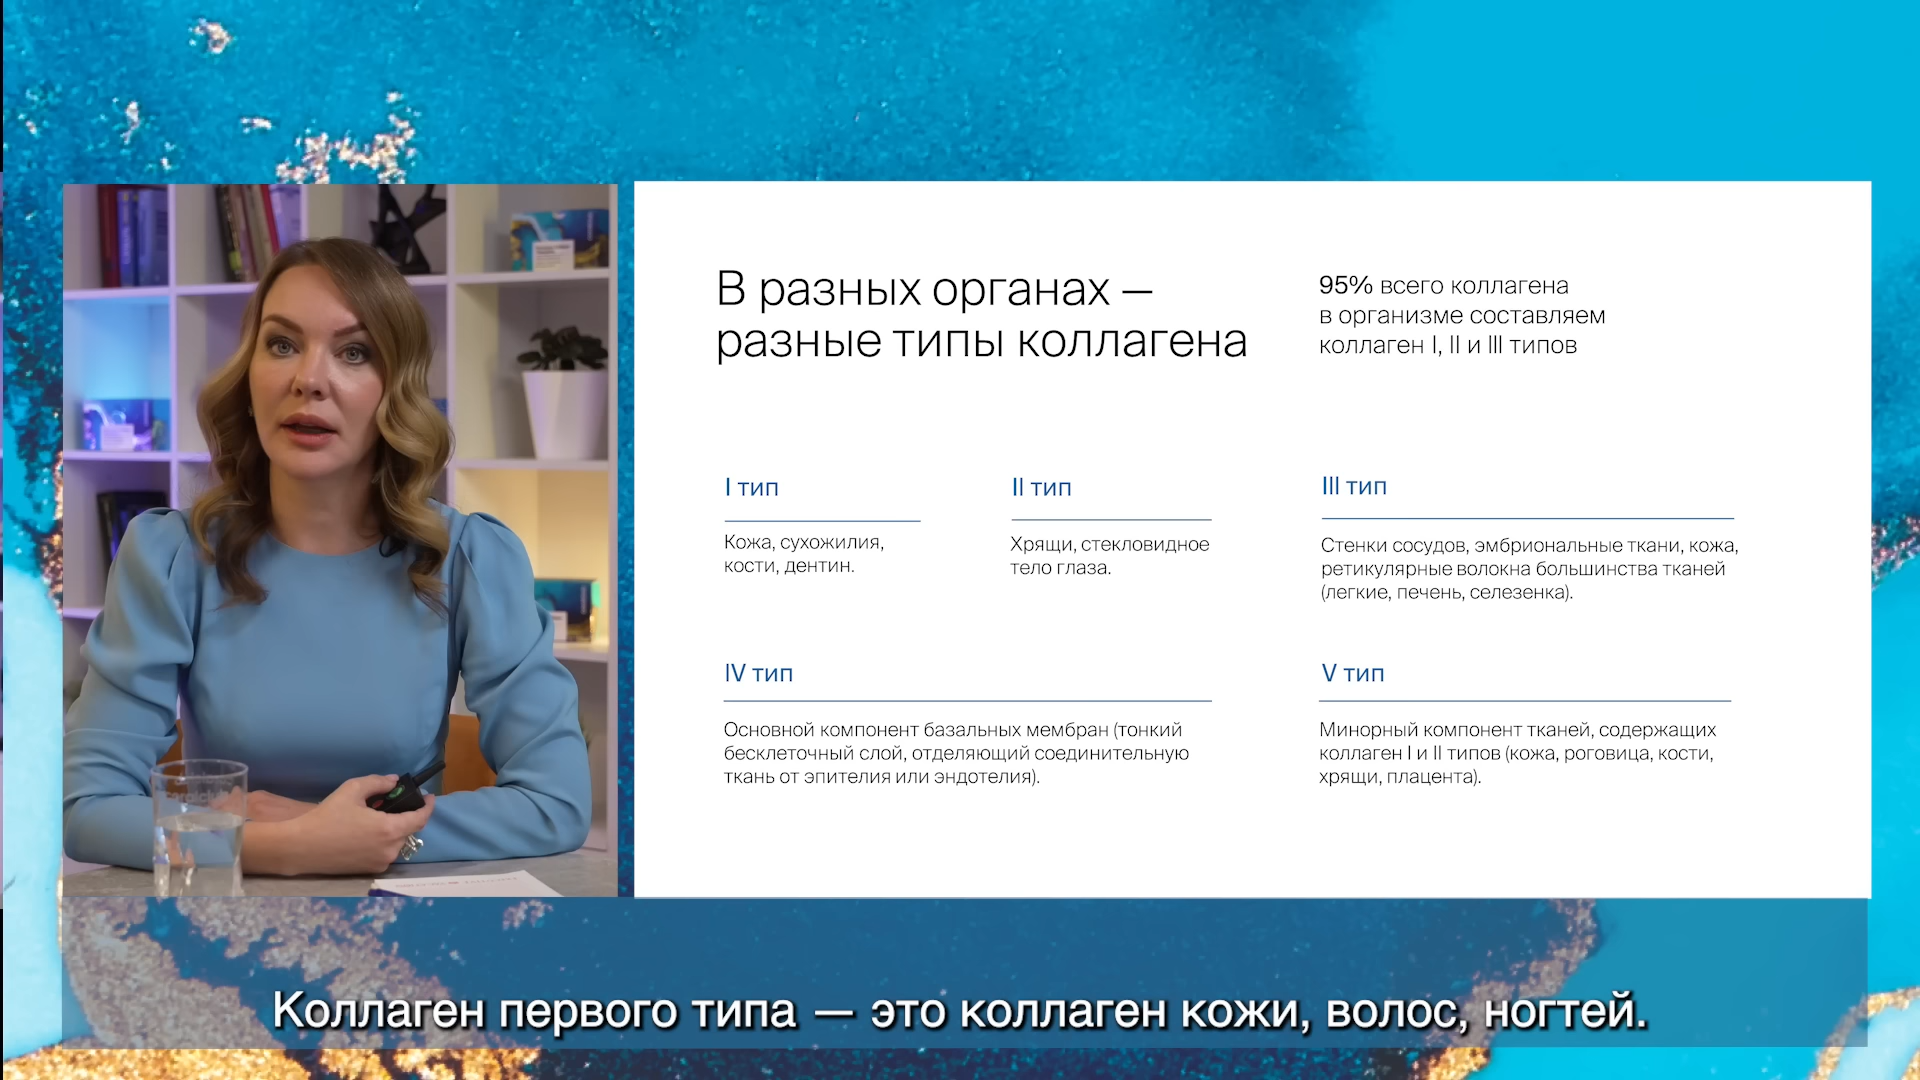 В разных органах —
разные типы коллагена
95% всего коллагена
в организме составляем
коллаген I, II и III типов
I тип
Кожа, сухожилия,
кости, дентин.
II тип
Хрящи, стекловидное
тело глаза.
III тип
Стенки сосудов, эмбриональные ткани, кожа,
ретикулярные волокна большинства тканей
(легкие, печень, селезенка).
IV тип
Основной компонент базальных мембран (тонкий
бесклеточный слой, отделяющий соединительную
ткань от эпителия или эндотелия).
V тип
Минорный компонент тканей, содержащих
коллаген I и II типов (кожа, роговица, кости,
хрящи, плацента).
Коллаген первого типа — это коллаген кожи, волос, ногтей.